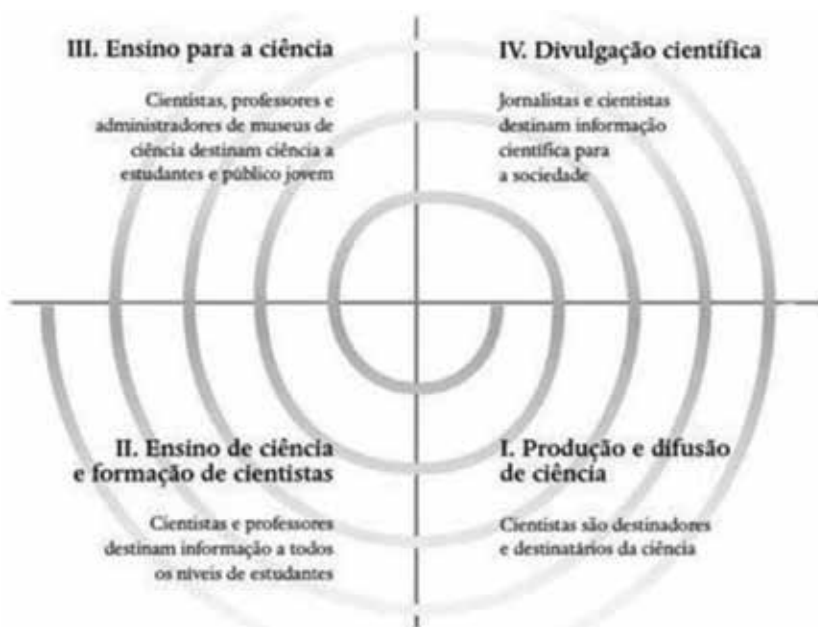 III. Ensino para a ciência
Cientistas, professores e
administradores de museus de
ciência destinam ciência a
estudantes e público jovem
IV. Divulgação científica
Jornalistas e cientistas
destinam informação
científica para
a sociedade
II. Ensino de ciência
e formação de cientistas
Cientistas e professores
destinam informação a todos
os níveis de estudantes
I. Produção e difusão
de ciência
Cientistas são destinadores
e destinatários da ciência